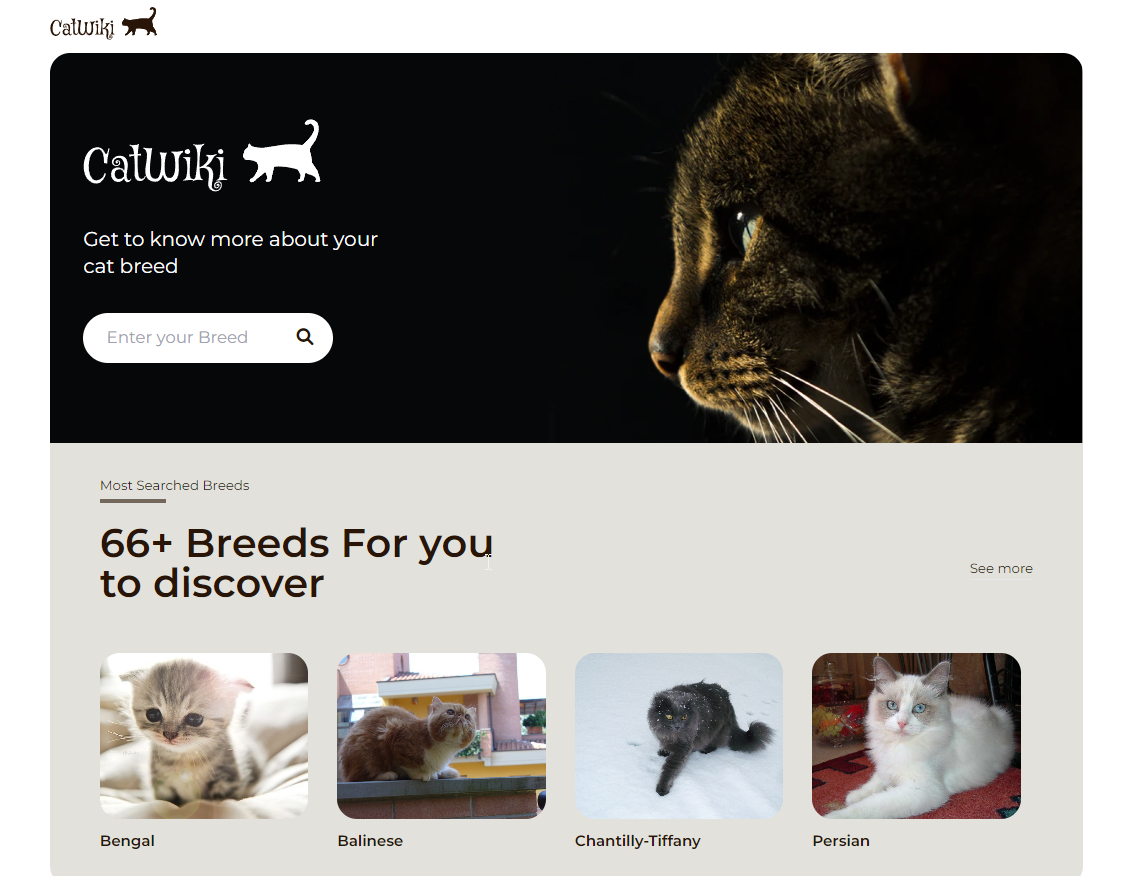 CatWiki
CatWiki
Get to know more about your
cat breed
Enter your Breed
Most Searched Breeds
66+ Breeds For you
to discover
See more
Bengal
Balinese
Chantilly-Tiffany
Persian